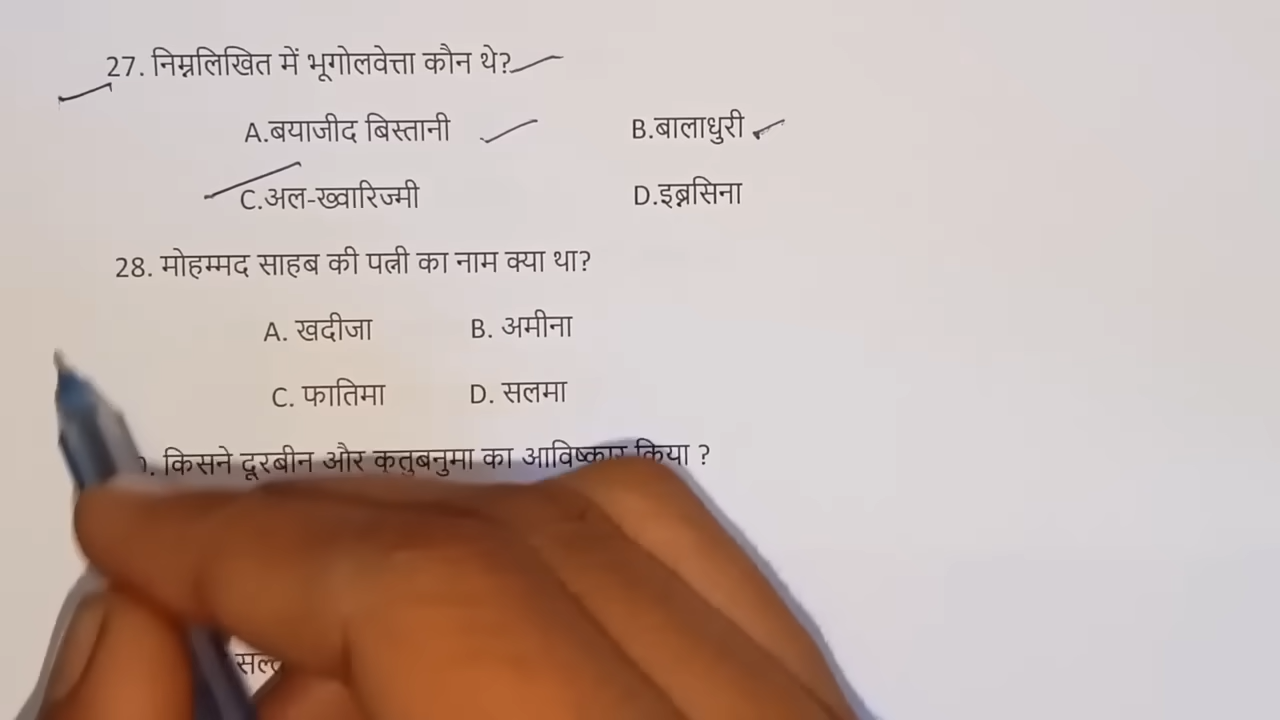 27. निम्नलिखित में भूगोलवेत्ता कौन थे?
A.बयाजीद बिस्तानी B.बालाधुरी
C.अल-ख्वारिज्मी D.इब्नसिना
28. मोहम्मद साहब की पत्नी का नाम क्या था?
A. खदीजा B. अमीना
C. फातिमा D. सलमा
किसने दूरबीन और कुतुबनुमा का आविष्कार किया ?